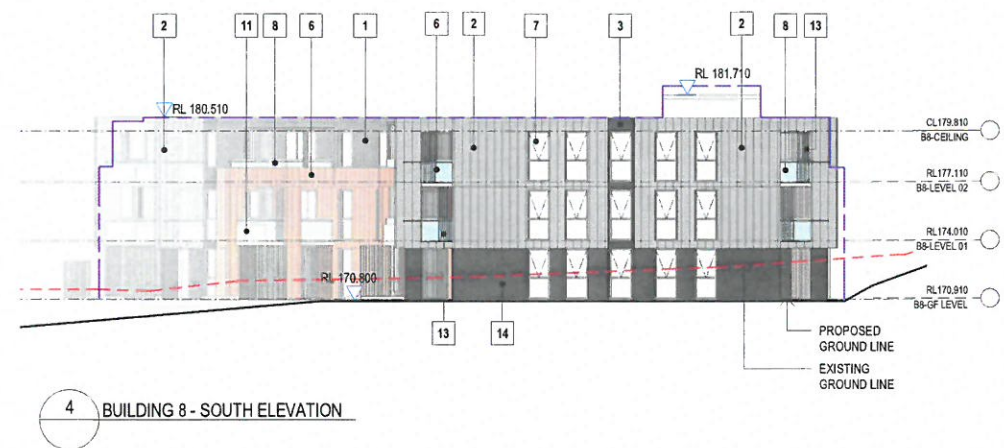 2 11 8 6 1 6 2 7 3 2 8 13
RL 181.710
RL 180.510
CL179.810
B8-CEILING
RL177.110
B8-LEVEL 02
RL174.010
B8-LEVEL 01
RL 170.800
RL170.910
B8-GF LEVEL
13 14
PROPOSED
GROUND LINE
EXISTING
GROUND LINE
4 BUILDING 8 - SOUTH ELEVATION